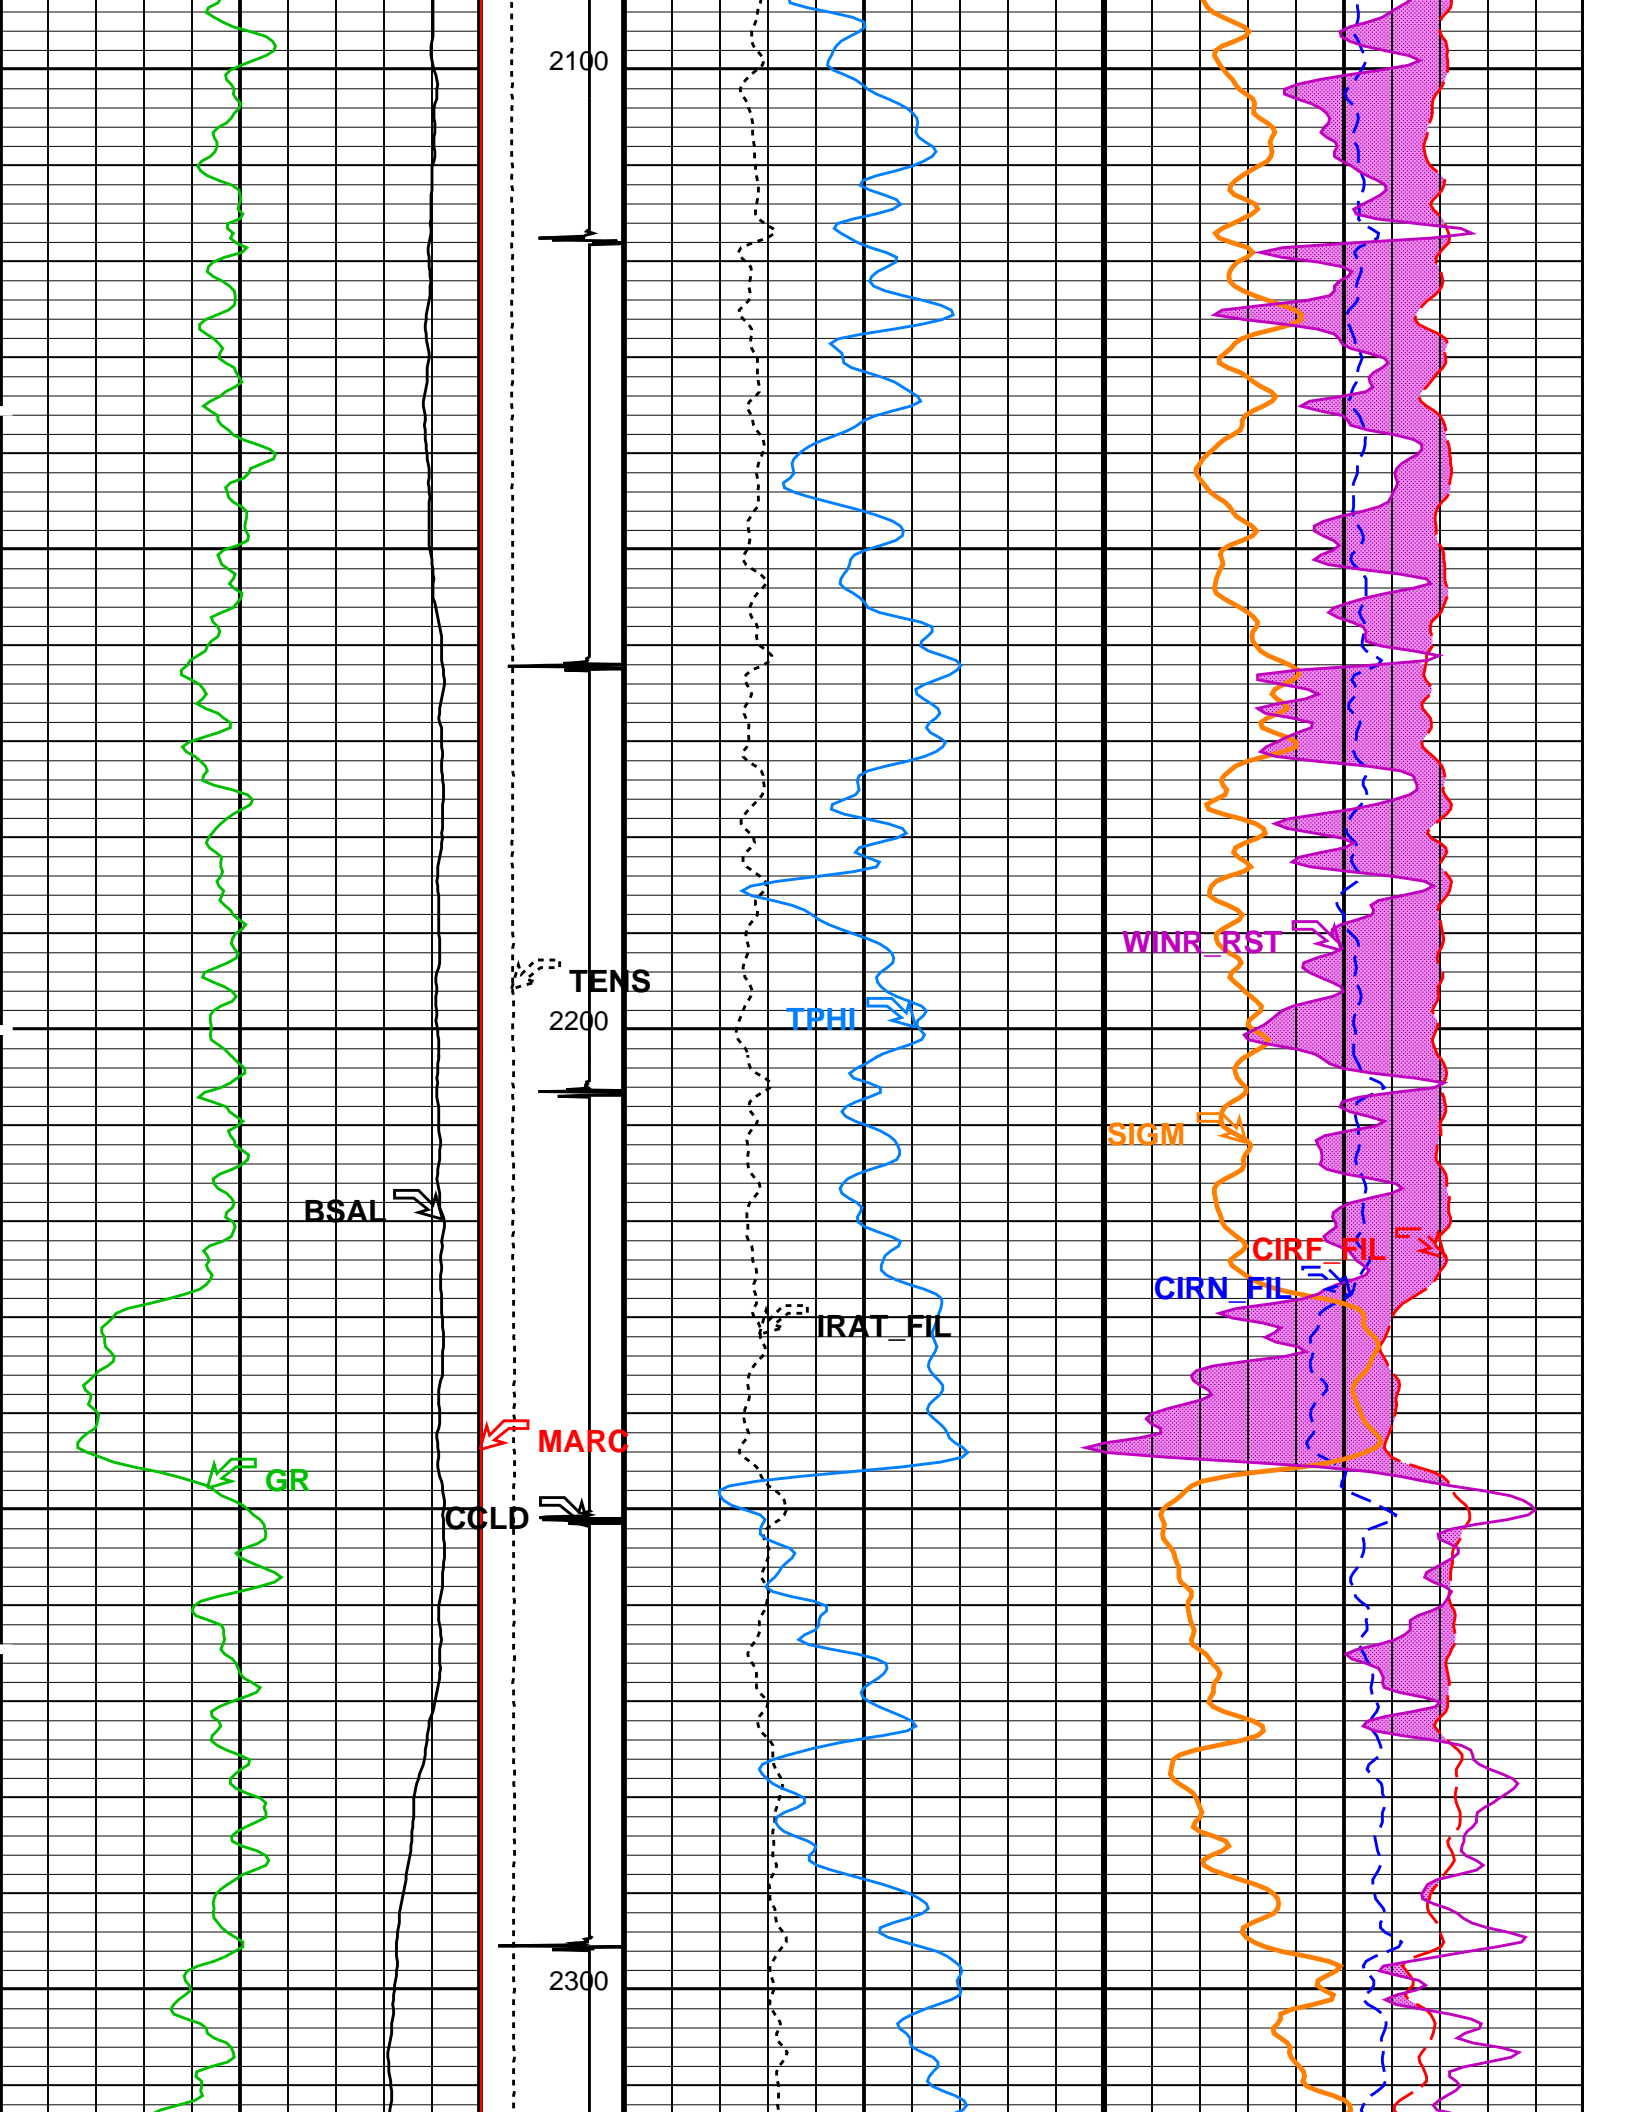 2100
WINR_RST
TENS
TPHI
2200
SIGM
BSAL
CIRF_FIL
CIRN_FIL
IRAT_FIL
MARC
GR
CCLD
2300